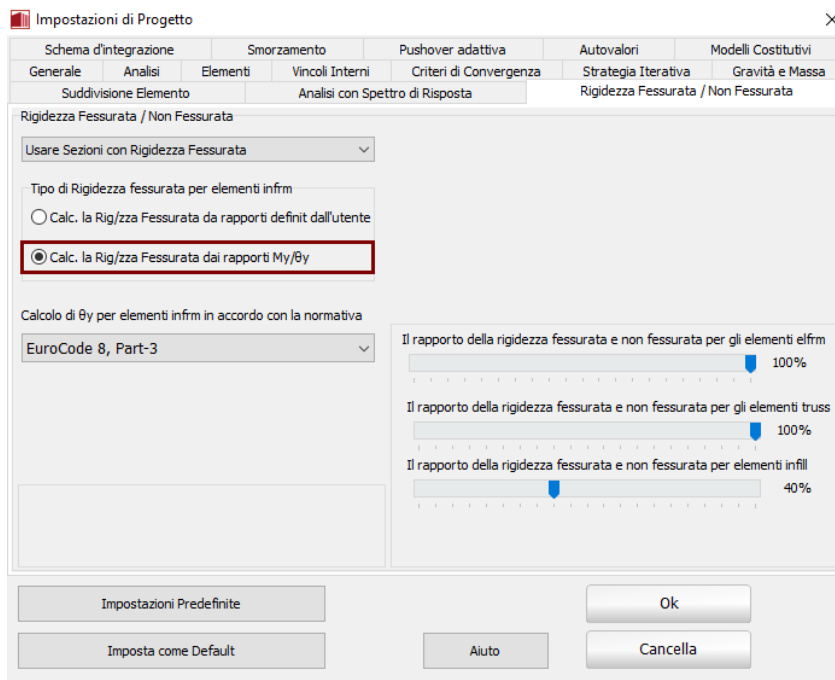 Impostazioni di Progetto
Schema d'integrazione Smorzamento Pushover adattiva Autovalori Modelli Costitutivi
Generale Analisi Elementi Vincoli Interni Criteri di Convergenza Strategia Iterativa Gravità e Massa
Suddivisione Elemento Analisi con Spettro di Risposta Rigidezza Fessurata / Non Fessurata
Rigidezza Fessurata / Non Fessurata
Usare Sezioni con Rigidezza Fessurata
Tipo di Rigidezza fessurata per elementi infrm
Calc. la Rig/zza Fessurata da rapporti definit dall'utente
Calc. la Rig/zza Fessurata dai rapporti My/θy
Calcolo di θy per elementi infrm in accordo con la normativa
EuroCode 8, Part-3
Il rapporto della rigidezza fessurata e non fessurata per gli elementi elfrm
100%
Il rapporto della rigidezza fessurata e non fessurata per gli elementi truss
100%
Il rapporto della rigidezza fessurata e non fessurata per elementi infill
40%
Impostazioni Predefinite Ok
Imposta come Default Aiuto Cancella